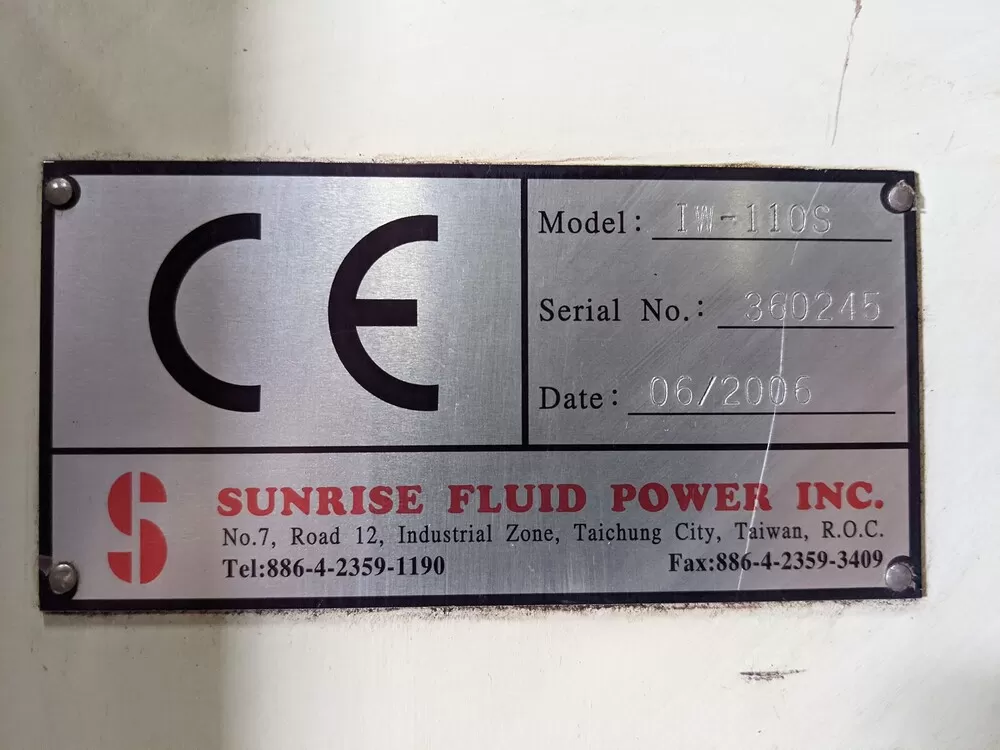 CE
Model: IW-110S
Serial No.: 360245
Date: 06/2006
S
SUNRISE FLUID POWER INC.
No.7, Road 12, Industrial Zone, Taichung City, Taiwan, R.O.C.
Tel:886-4-2359-1190 Fax:886-4-2359-3409